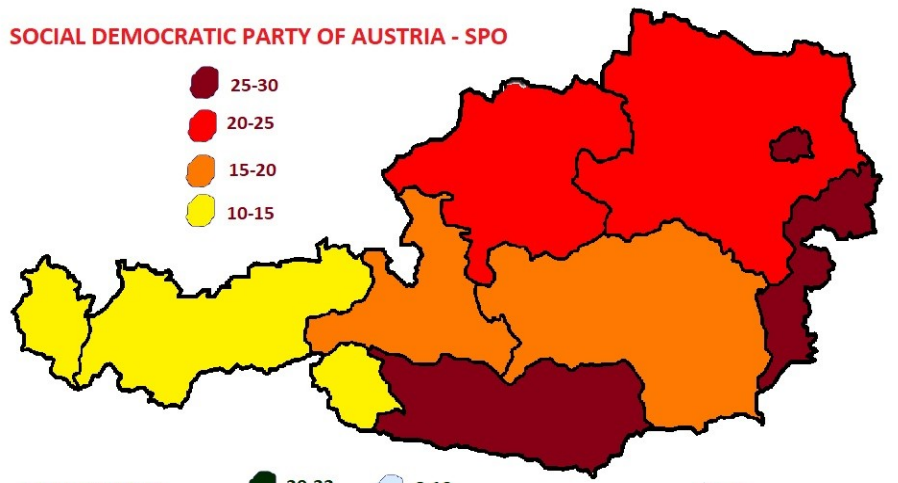 SOCIAL DEMOCRATIC PARTY OF AUSTRIA - SPO
25-30
20-25
15-20
10-15